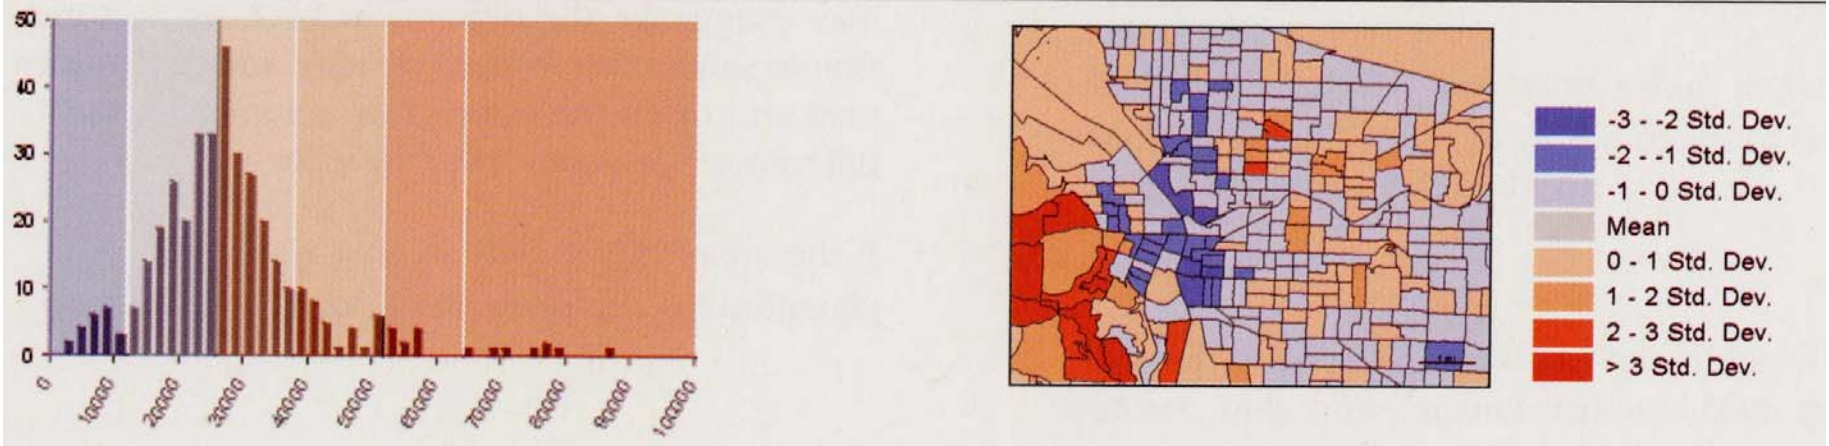 50
40
30
20
10
0
0
10000
20000
30000
40000
50000
60000
70000
80000
90000
100000
-3 - -2 Std. Dev.
-2 - -1 Std. Dev.
-1 - 0 Std. Dev.
Mean
0 - 1 Std. Dev.
1 - 2 Std. Dev.
2 - 3 Std. Dev.
> 3 Std. Dev.